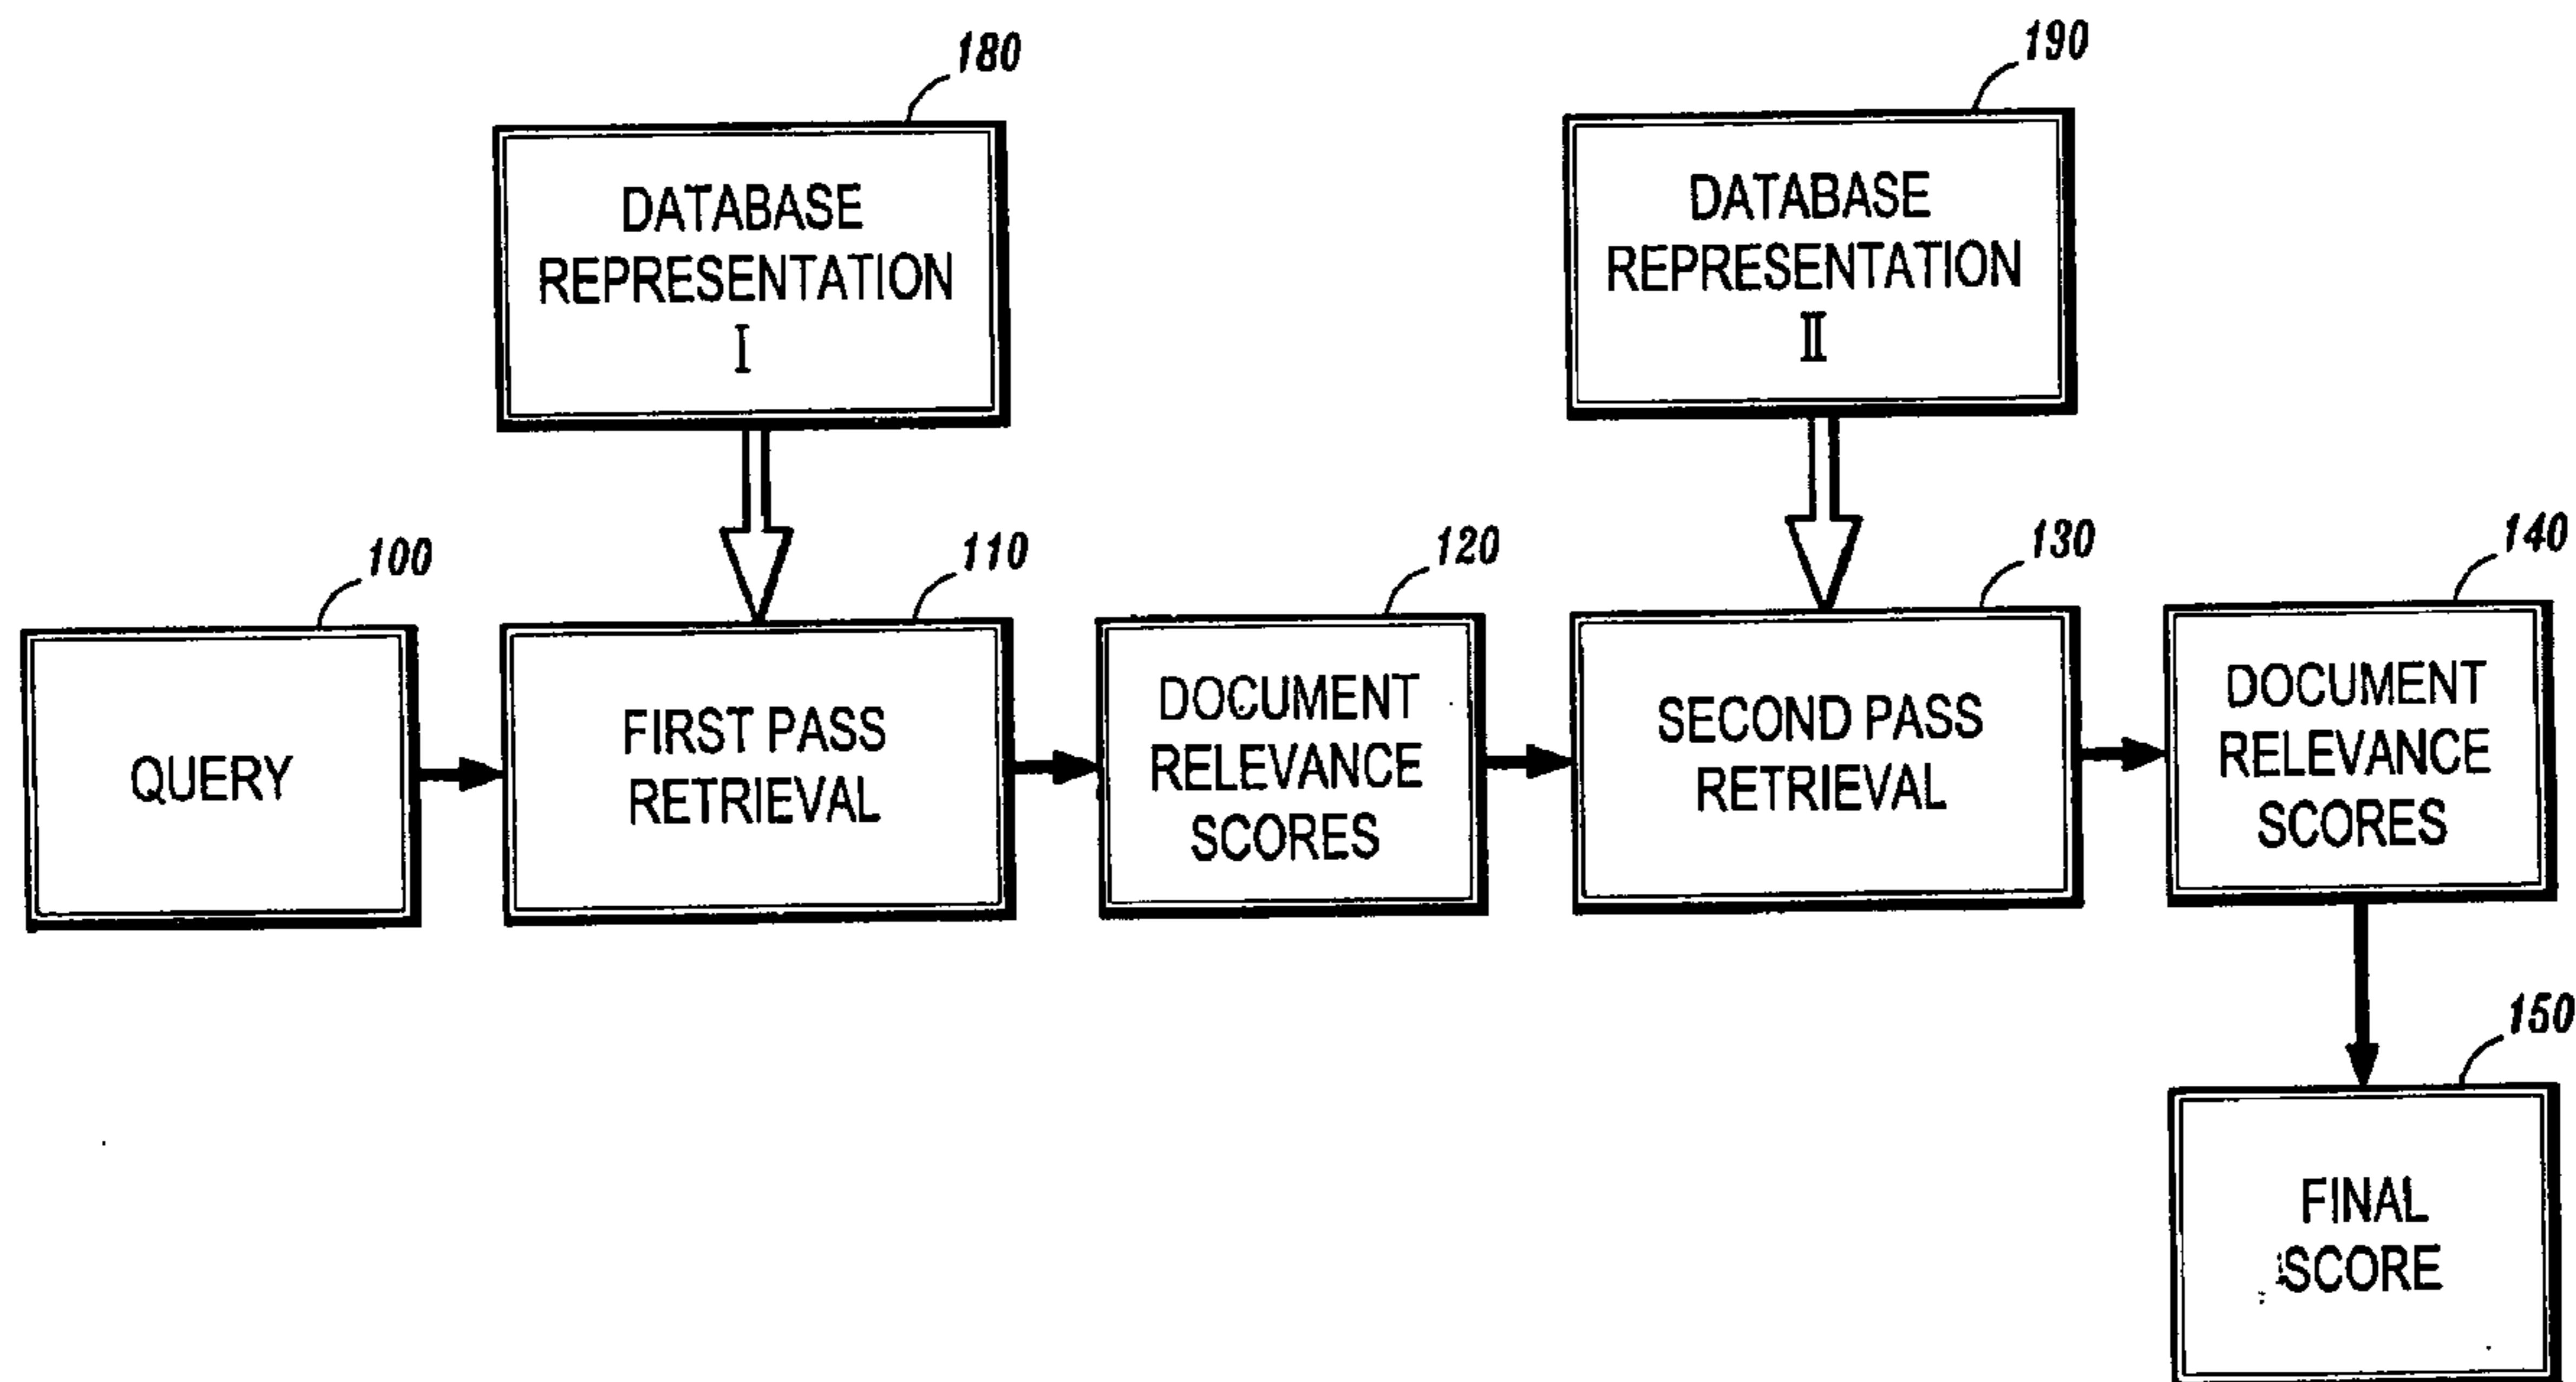 180
DATABASE
REPRESENTATION
I
190
DATABASE
REPRESENTATION
II
100
QUERY
110
FIRST PASS
RETRIEVAL
120
DOCUMENT
RELEVANCE
SCORES
130
SECOND PASS
RETRIEVAL
140
DOCUMENT
RELEVANCE
SCORES
150
FINAL
SCORE